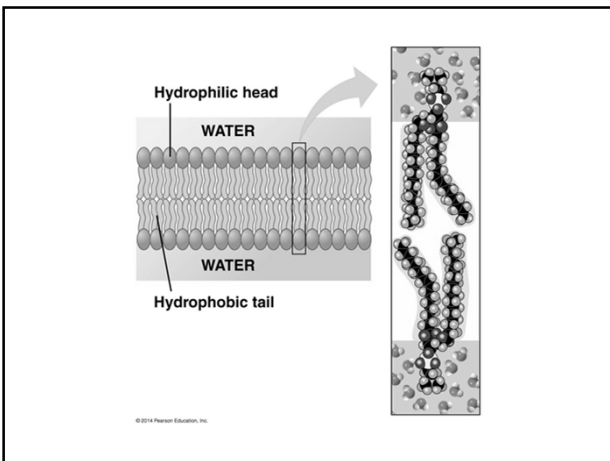 Hydrophilic head
WATER
WATER
Hydrophobic tail
© 2014 Pearson Education, Inc.